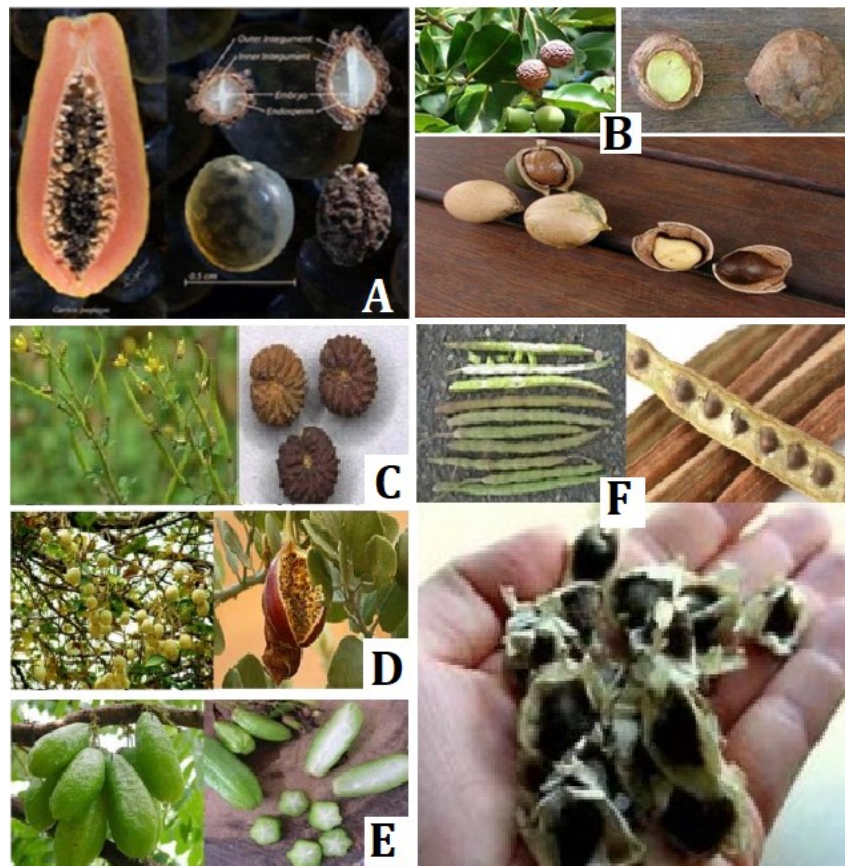 Outer Integument
Inner Integument
Embryo
Endosperm
0.5 cm
Carica papaya
A
B
C
F
D
E